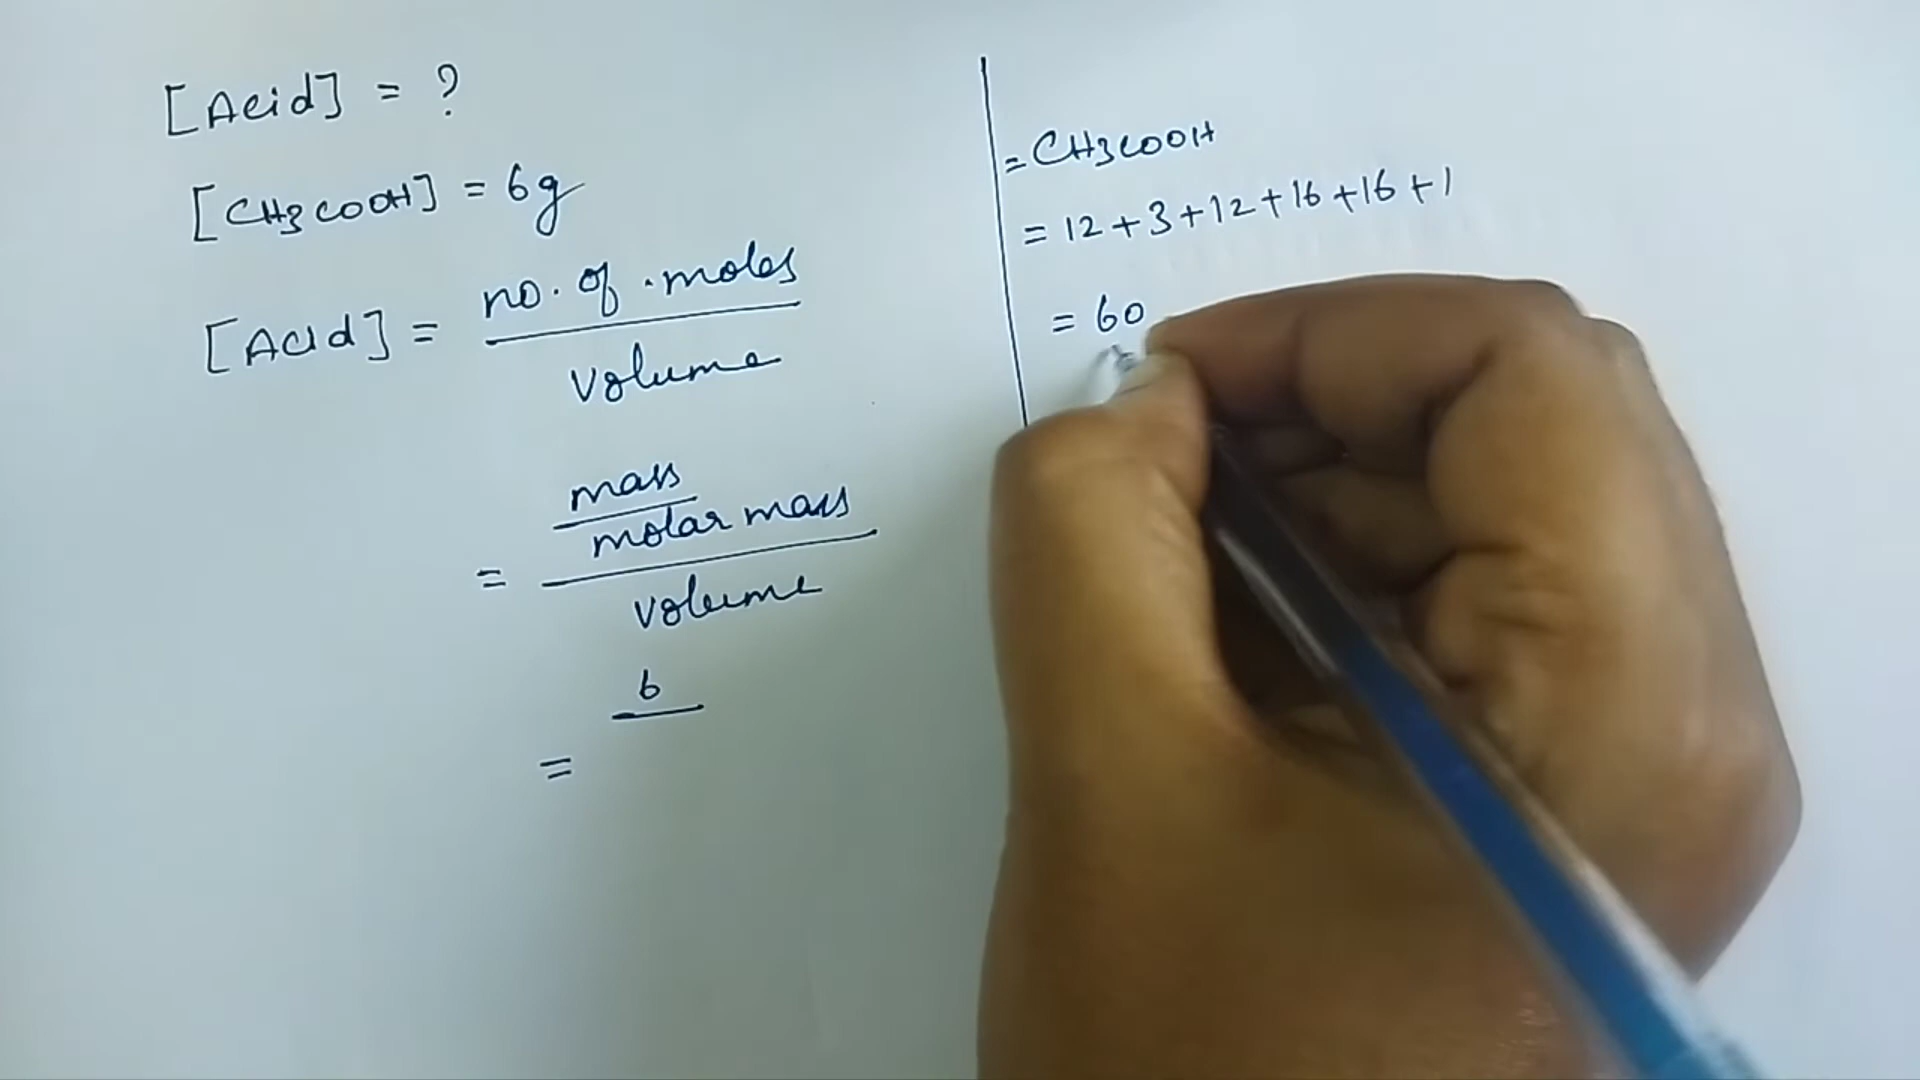 [Acid] = ?
[CH3COOH] = 6g
[Acid] = no. of .moles
volume
mass
molar mass
=
volume
6
=
= CH3COOH
= 12+3+12+16+16+1
= 60